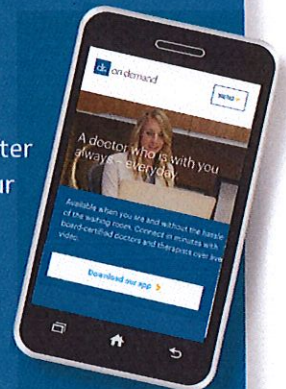 ter
ur
dr. on demand
A doctor who is with you
always – everyday.
Available when you are and without the hassle
of the waiting room. Connect in minutes with
board-certified doctors and therapists over live
video.
Download our app >